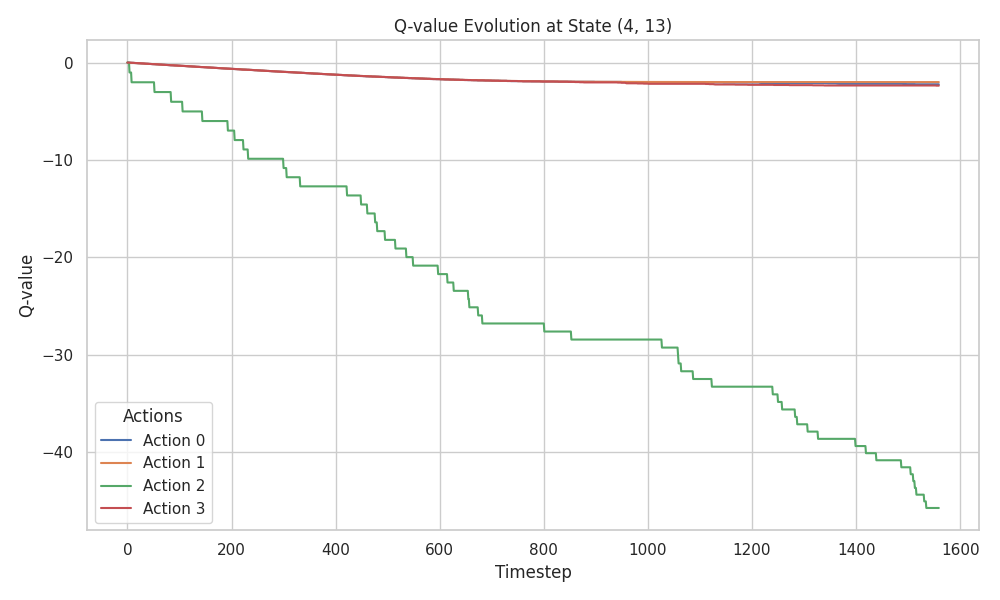 Q-value Evolution at State (4, 13)
Q-value
0
−10
−20
−30
−40
Actions
Action 0
Action 1
Action 2
Action 3
0 200 400 600 800 1000 1200 1400 1600
Timestep